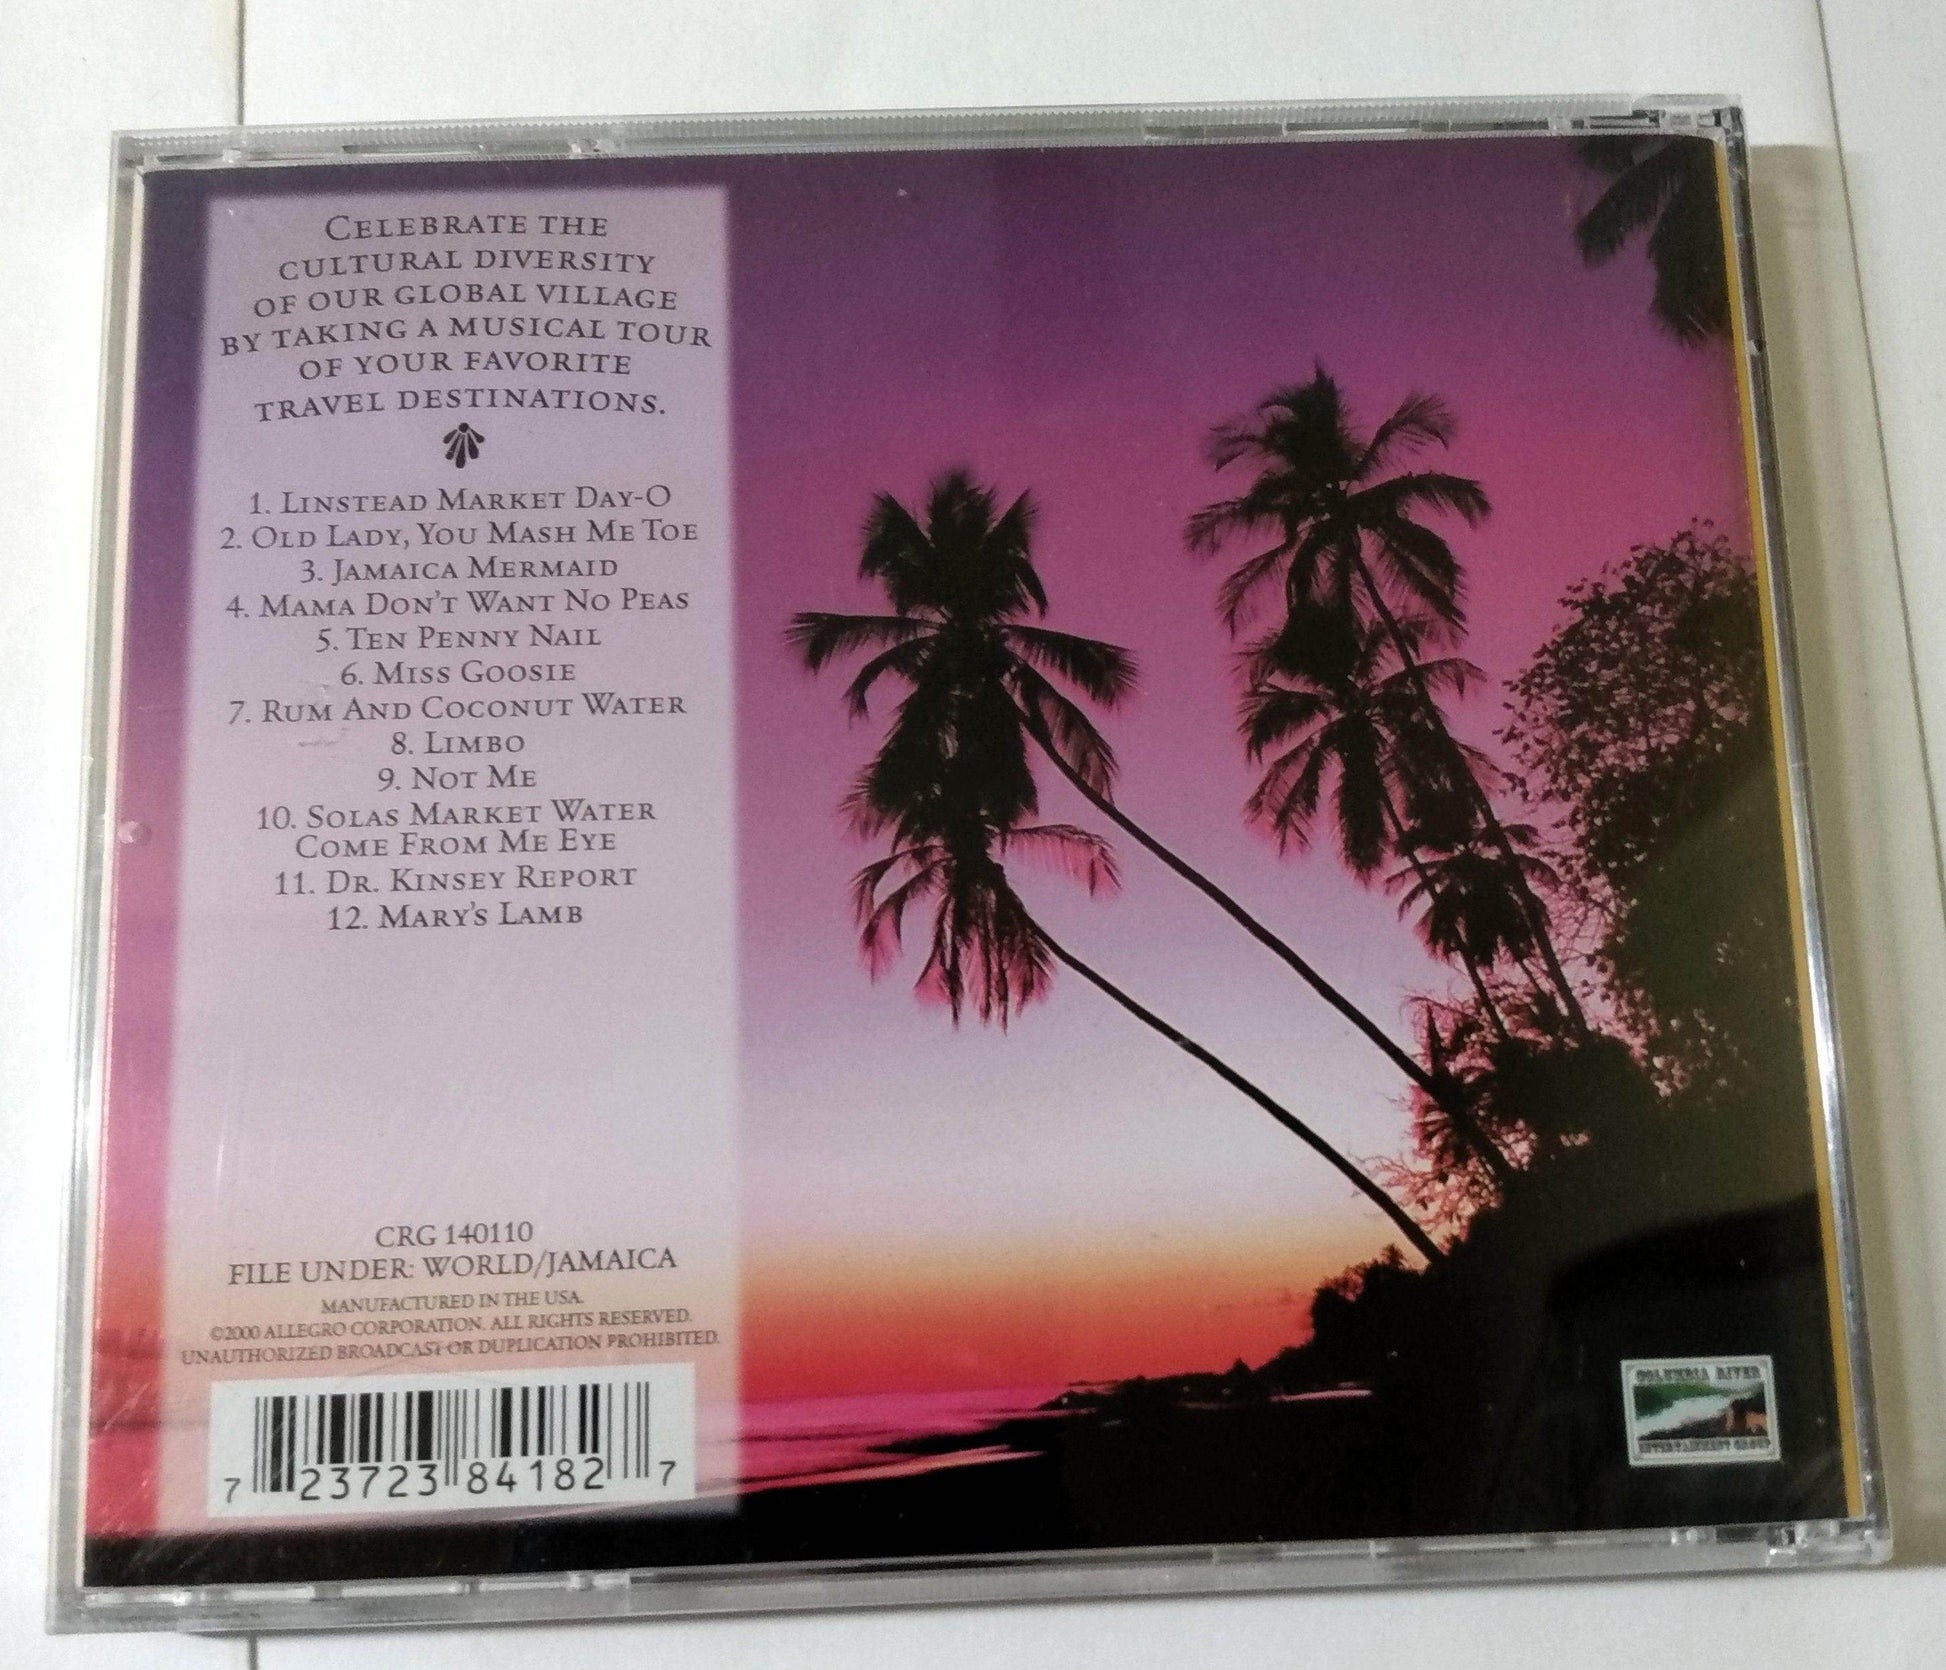 CELEBRATE THE
CULTURAL DIVERSITY
OF OUR GLOBAL VILLAGE
BY TAKING A MUSICAL TOUR
OF YOUR FAVORITE
TRAVEL DESTINATIONS.
1. LINSTEAD MARKET DAY-O
2. OLD LADY, YOU MASH ME TOE
3. JAMAICA MERMAID
4. MAMA DON'T WANT NO PEAS
5. TEN PENNY NAIL
6. MISS GOOSIE
7. RUM AND COCONUT WATER
8. LIMBO
9. NOT ME
10. SOLAS MARKET WATER
COME FROM ME EYE
11. DR. KINSEY REPORT
12. MARY'S LAMB
CRG 140110
FILE UNDER: WORLD/JAMAICA
MANUFACTURED IN THE USA.
©2000 ALLEGRO CORPORATION. ALL RIGHTS RESERVED.
UNAUTHORIZED BROADCAST OR DUPLICATION PROHIBITED.
7 23723 84182 7
COLUMBIA RIVER
ENTERTAINMENT GROUP